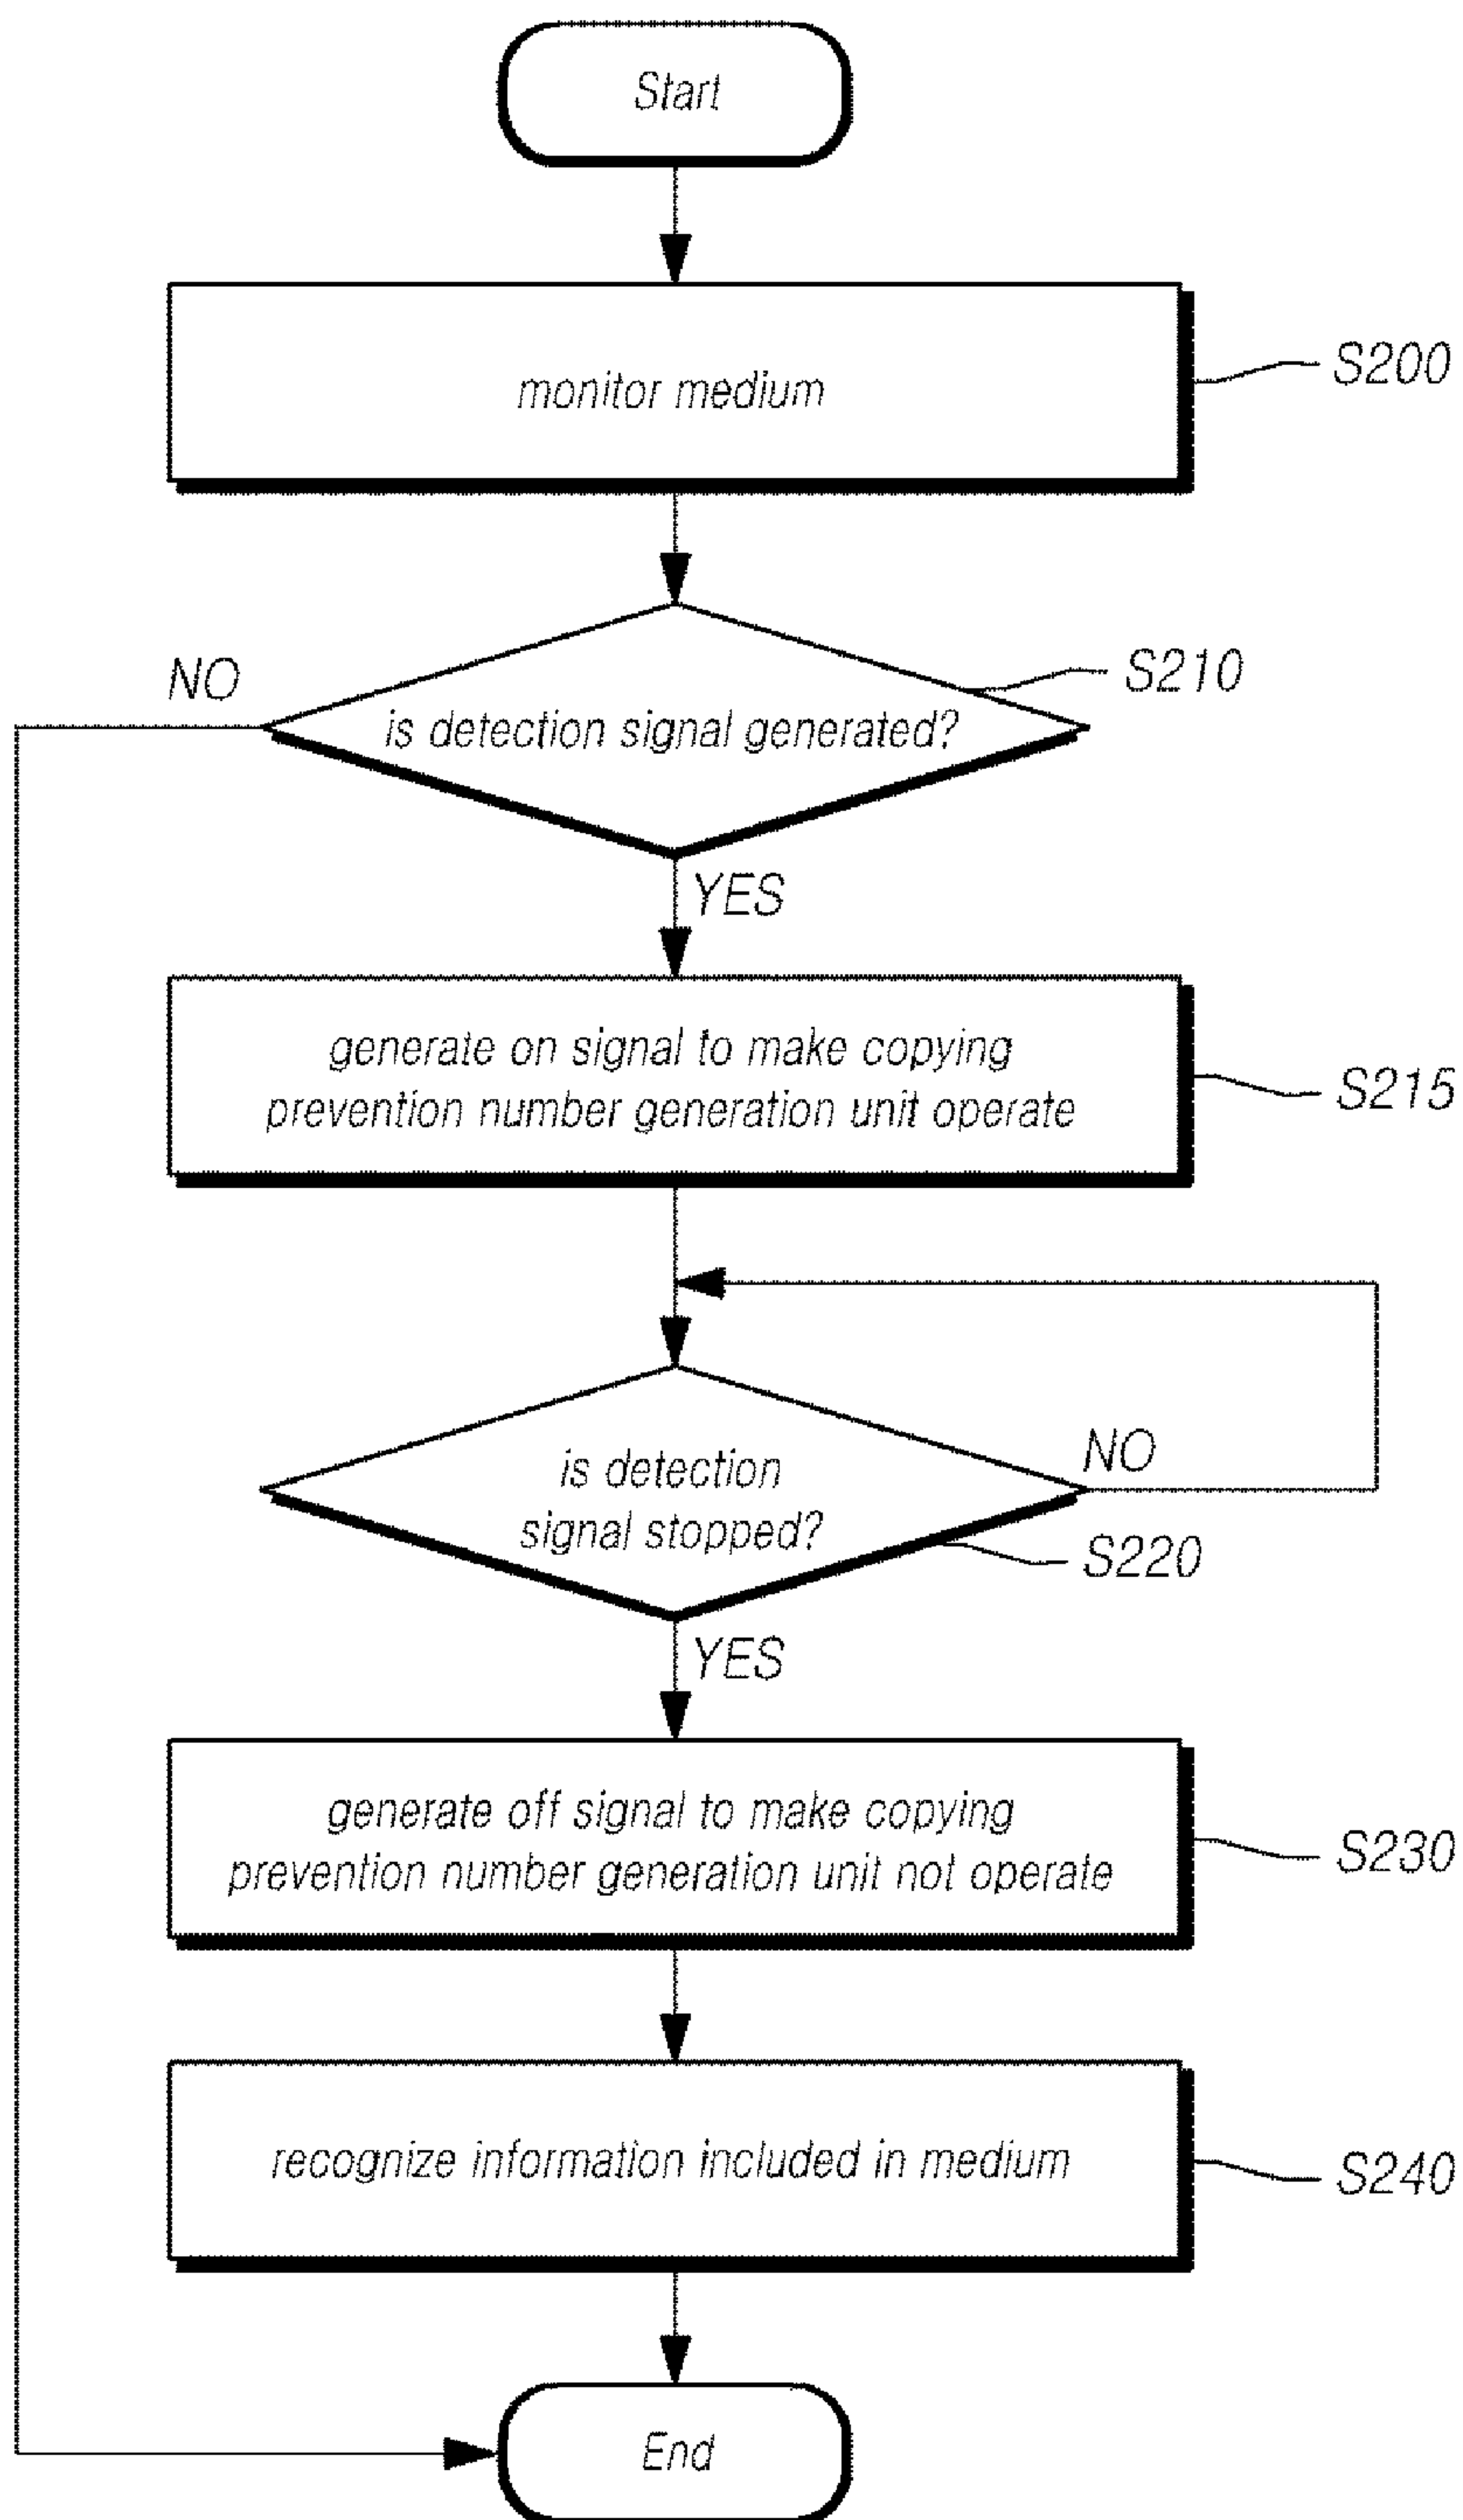 Start
monitor medium
S200
NO
S210
is detection signal generated?
YES
generate on signal to make copying
prevention number generation unit operate
S215
is detection
signal stopped?
NO
S220
YES
generate off signal to make copying
prevention number generation unit not operate
S230
recognize information included in medium
S240
End